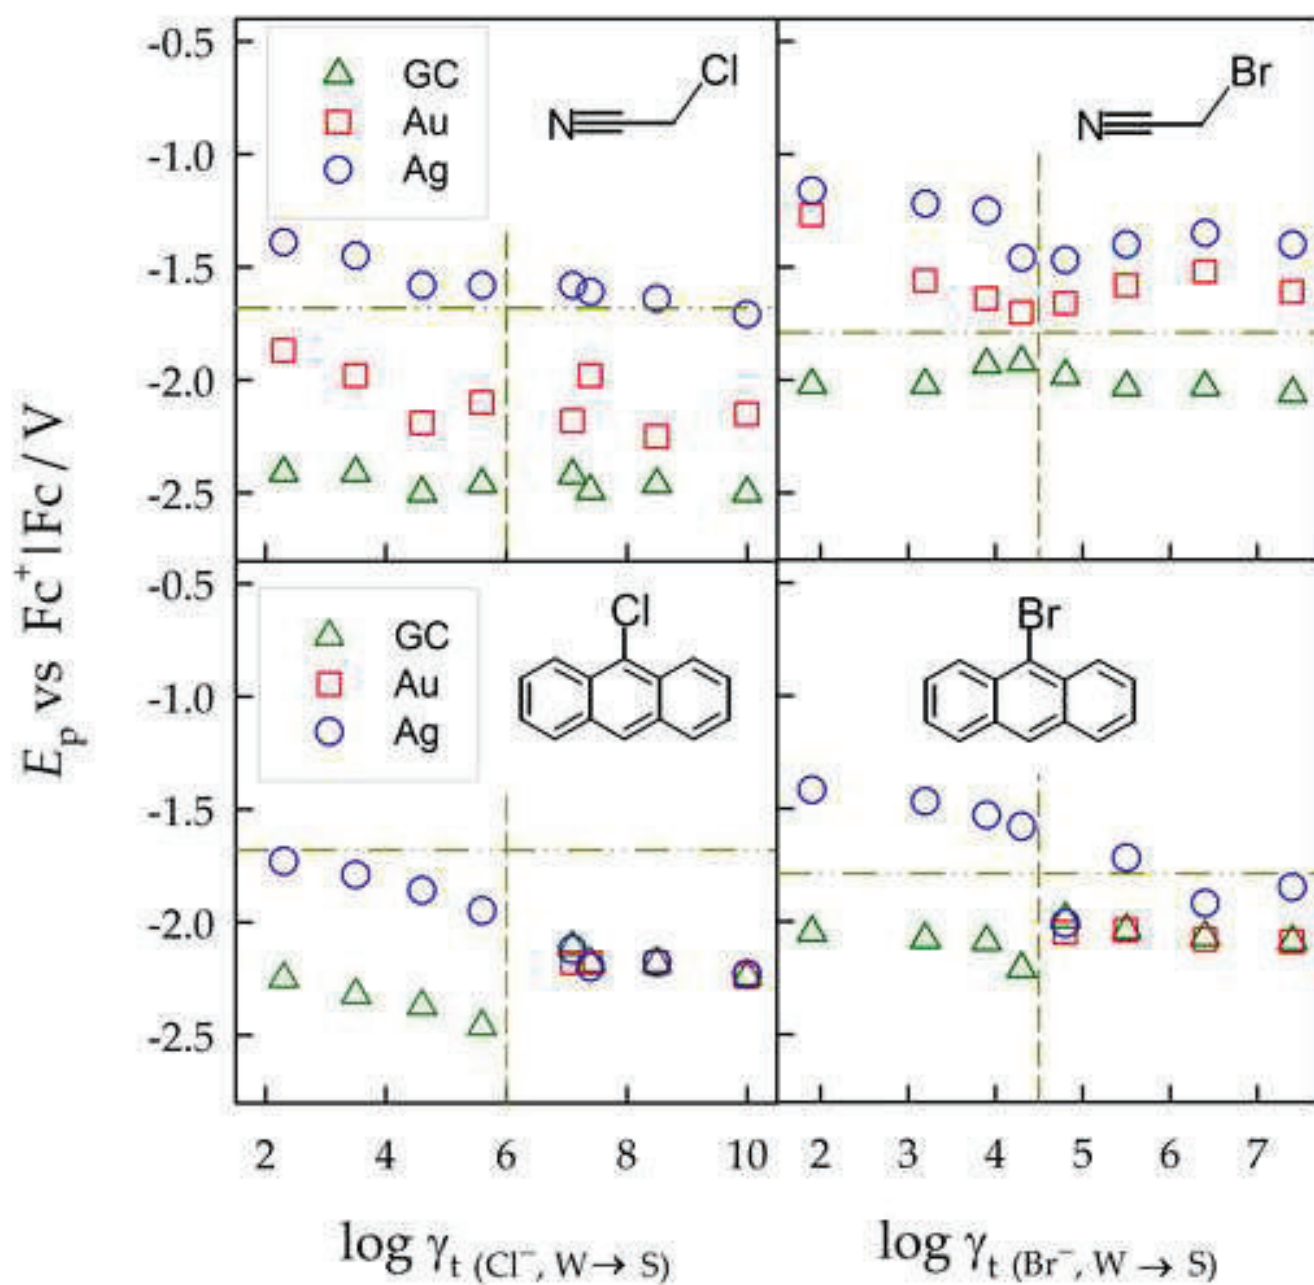 -0.5
-1.0
-1.5
-2.0
-2.5
GC
Au
Ag
N
Cl
N
Br
E_p vs Fc⁺|Fc / V
-0.5
-1.0
-1.5
-2.0
-2.5
GC
Au
Ag
Cl
Br
2 4 6 8 10
2 3 4 5 6 7
log γ_t (Cl⁻, W→ S)
log γ_t (Br⁻, W → S)